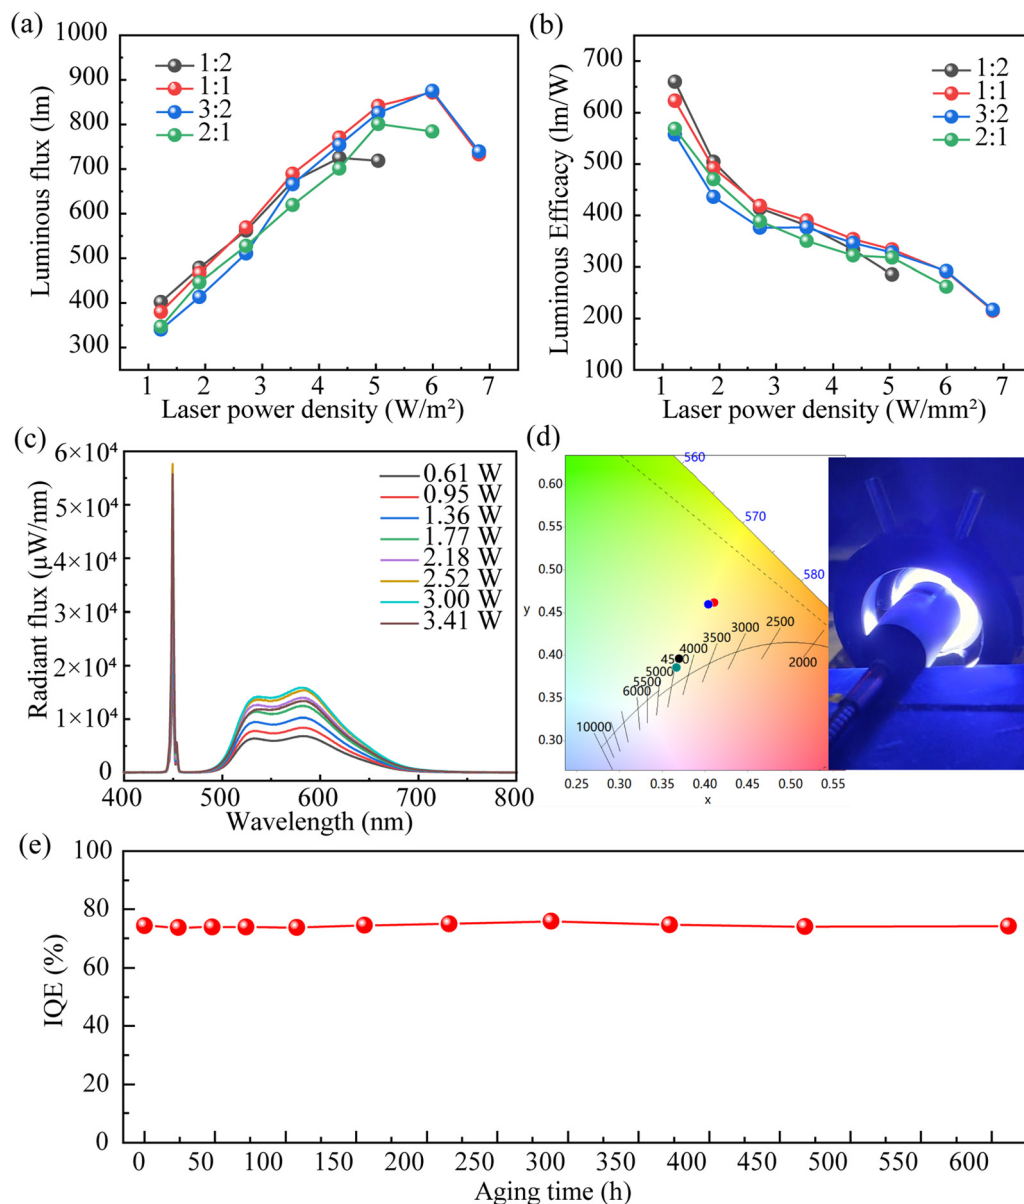 (a)
1000
900
800
700
600
500
400
300
Luminous flux (lm)
1:2
1:1
3:2
2:1
1 2 3 4 5 6 7
Laser power density (W/m²)
(b)
700
600
500
400
300
200
100
Luminous Efficacy (lm/W)
1:2
1:1
3:2
2:1
1 2 3 4 5 6 7
Laser power density (W/mm²)
(c)
6×10⁴
5×10⁴
4×10⁴
3×10⁴
2×10⁴
1×10⁴
0
Radiant flux (μW/nm)
0.61 W
0.95 W
1.36 W
1.77 W
2.18 W
2.52 W
3.00 W
3.41 W
400 500 600 700 800
Wavelength (nm)
(d)
0.60
0.55
0.50
0.45
0.40
0.35
0.30
y
560
570
580
2500
3000
3500
4000
4500
5000
5500
6000
10000
2000
0.25 0.30 0.35 0.40 0.45 0.50 0.55
x
(e)
100
80
60
40
20
0
IQE (%)
0 50 100 150 200 250 300 350 400 450 500 600
Aging time (h)